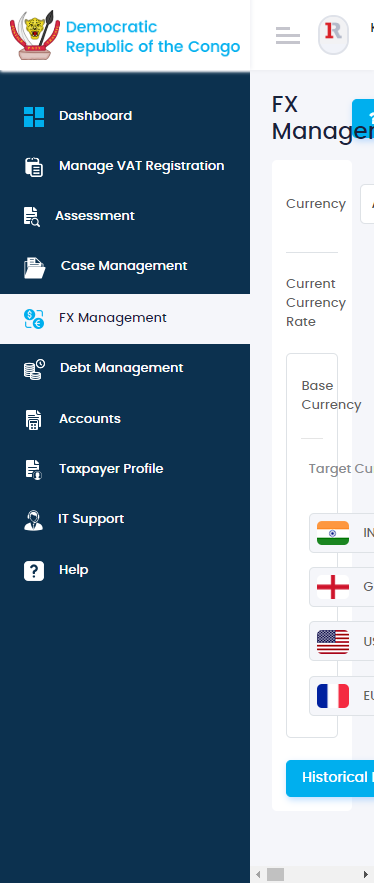 Democratic
Republic of the Congo
Dashboard
Manage VAT Registration
Assessment
Case Management
FX Management
Debt Management
Accounts
Taxpayer Profile
IT Support
Help
FX
Manage
Currency
Current
Currency
Rate
Base
Currency
Target Cu
IN
G
US
EU
Historical